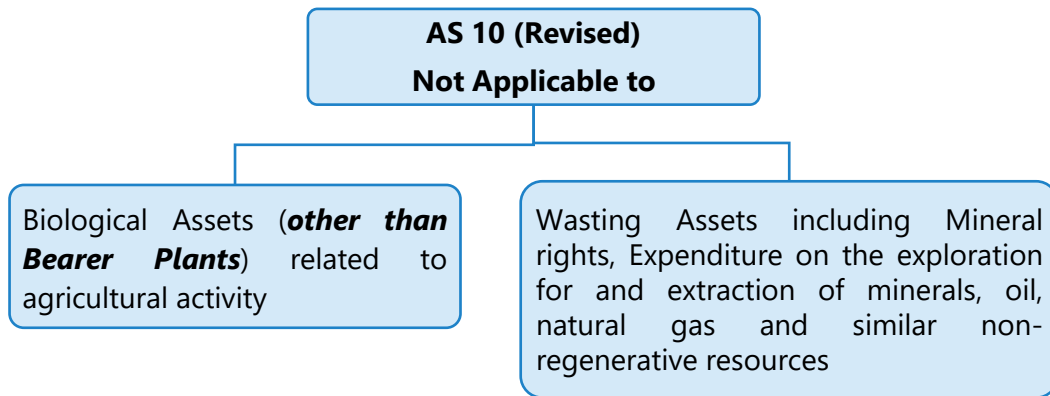 AS 10 (Revised)
Not Applicable to
Biological Assets (other than
Bearer Plants) related to
agricultural activity
Wasting Assets including Mineral
rights, Expenditure on the exploration
for and extraction of minerals, oil,
natural gas and similar non-
regenerative resources